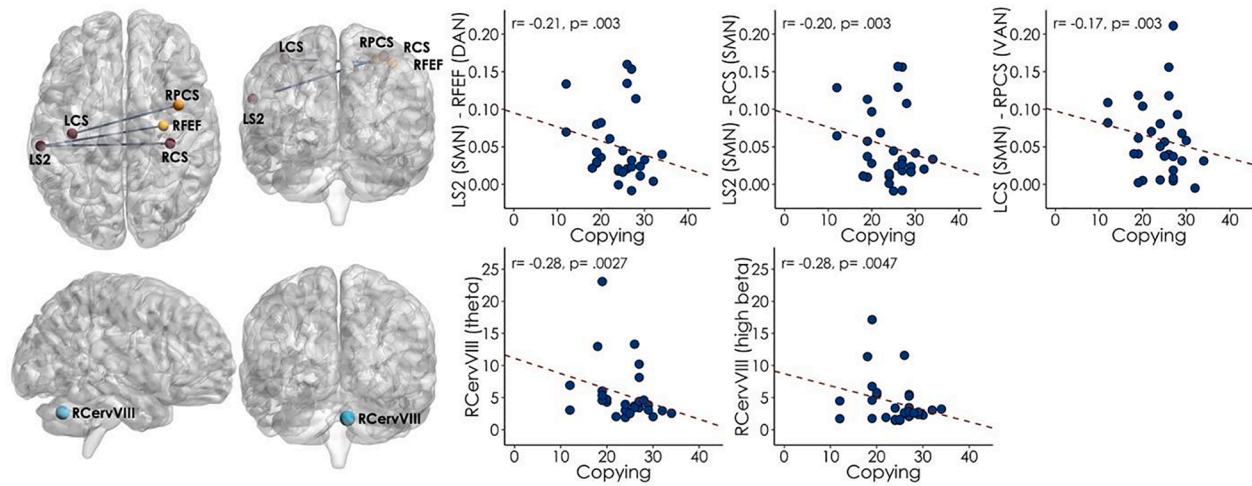 RPCS
LCS
RFEF
LS2
RCS
LCS
RPCS
RCS
RFEF
LS2
r= -0.21, p= .003
LS2 (SMN) - RFEF (DAN)
0.20
0.15
0.10
0.05
0.00
0 10 20 30 40
Copying
r= -0.20, p= .003
LS2 (SMN) - RCS (SMN)
0.20
0.15
0.10
0.05
0.00
0 10 20 30 40
Copying
r= -0.17, p= .003
LCS (SMN) - RPCS (VAN)
0.20
0.15
0.10
0.05
0.00
0 10 20 30 40
Copying
RCervVIII
RCervVIII
r= -0.28, p= .0027
RCervVIII (theta)
25
20
15
10
5
0
0 10 20 30 40
Copying
r= -0.28, p= .0047
RCervVIII (high beta)
25
20
15
10
5
0
0 10 20 30 40
Copying